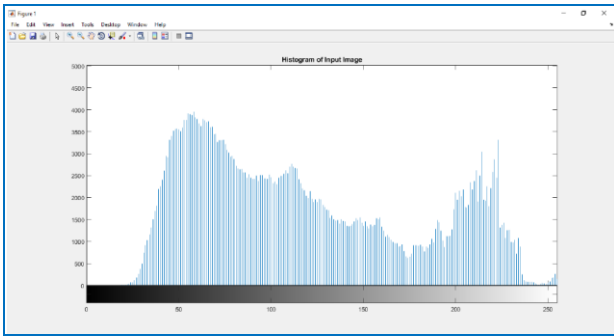 Figure 1
File Edit View Insert Tools Desktop Window Help
Histogram of Input Image
5000
4500
4000
3500
3000
2500
2000
1500
1000
500
0
0 50 100 150 200 250